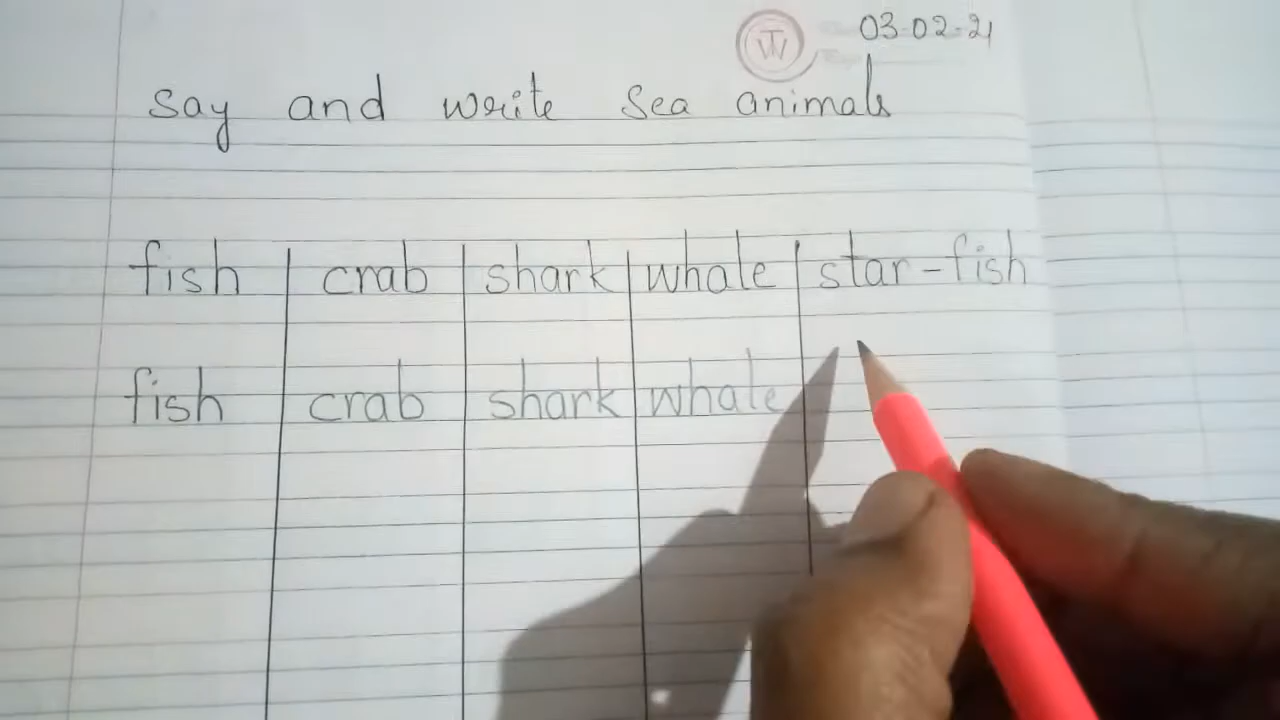 03-02-21
Say and write Sea animals
fish crab shark whale star-fish
fish crab shark whale